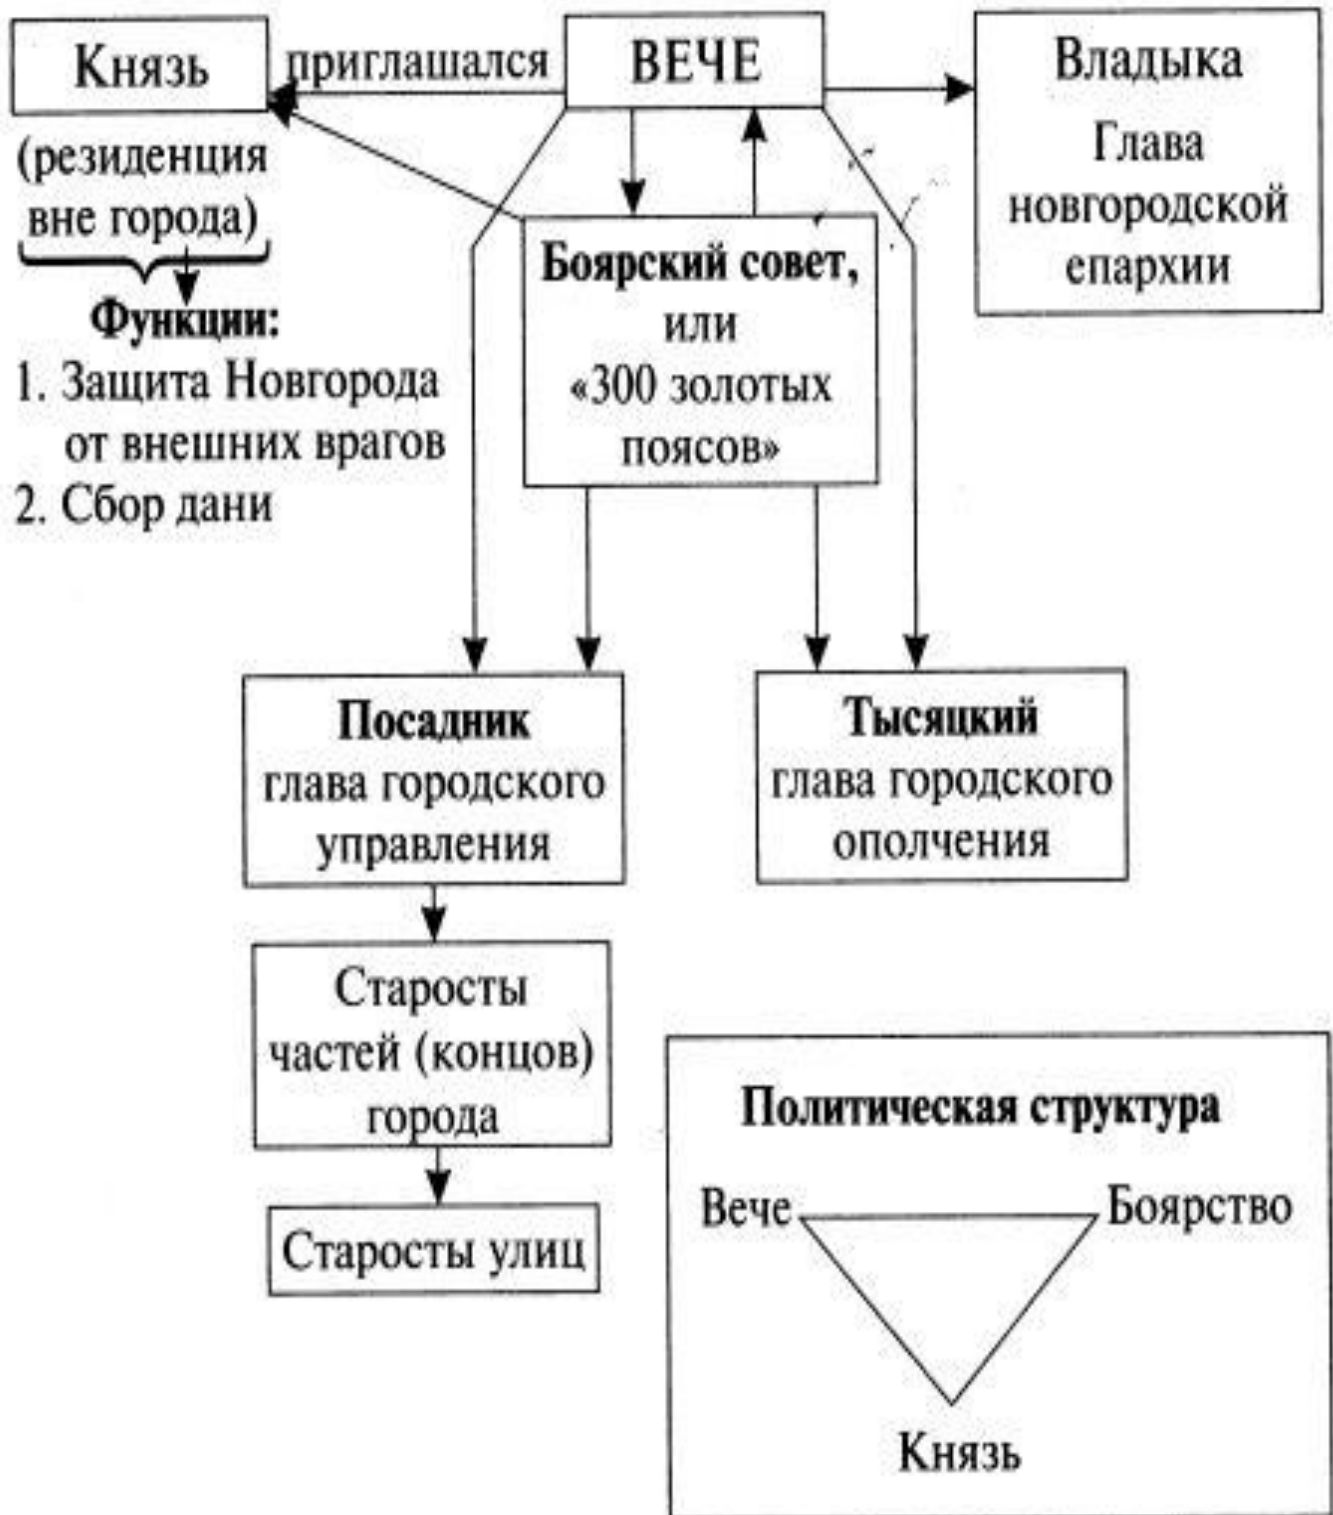 Князь
приглашался
ВЕЧЕ
Владыка
Глава
новгородской
епархии
(резиденция
вне города)
Функции:
1. Защита Новгорода
от внешних врагов
2. Сбор дани
Боярский совет,
или
«300 золотых
поясов»
Посадник
глава городского
управления
Тысяцкий
глава городского
ополчения
Старосты
частей (концов)
города
Старосты улиц
Политическая структура
Вече
Боярство
Князь